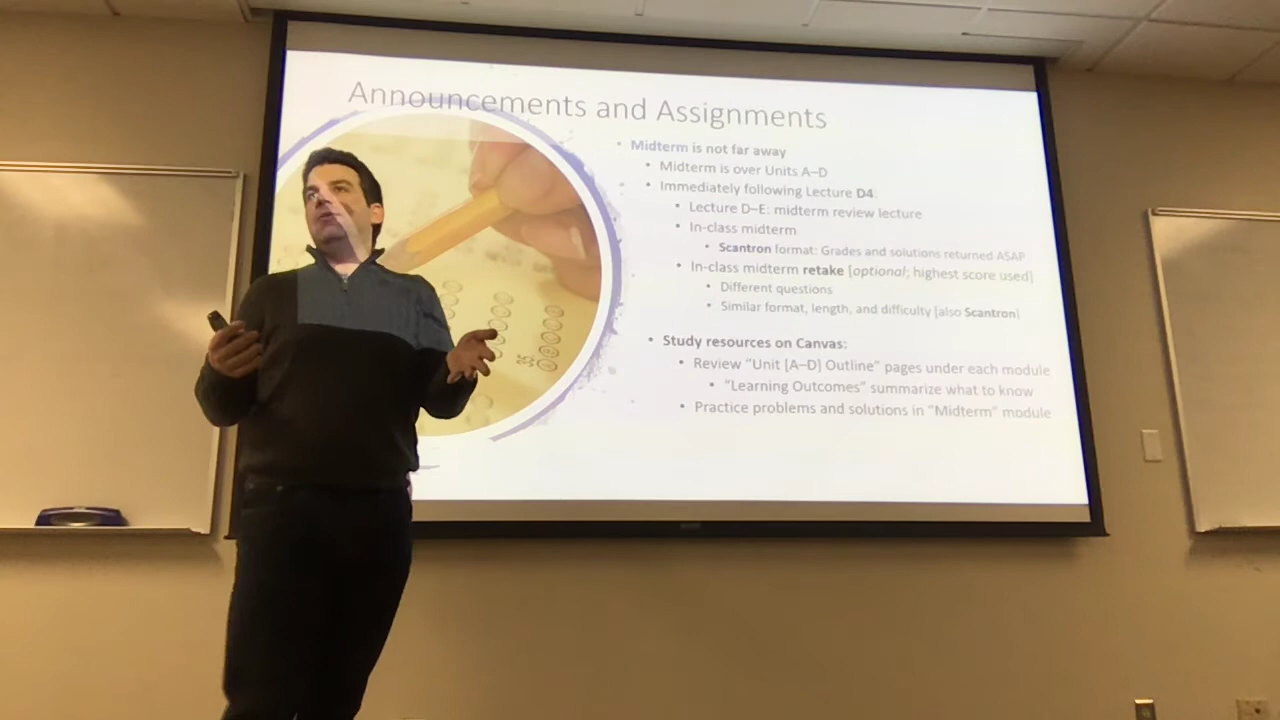 Announcements and Assignments
Midterm is not far away
Midterm is over Units A–D
Immediately following Lecture D4:
Lecture D–E: midterm review lecture
In-class midterm
Scantron format: Grades and solutions returned ASAP
In-class midterm retake [optional; highest score used]
Different questions
Similar format, length, and difficulty [also Scantron]
Study resources on Canvas:
Review “Unit [A–D] Outline” pages under each module
“Learning Outcomes” summarize what to know
Practice problems and solutions in “Midterm” module